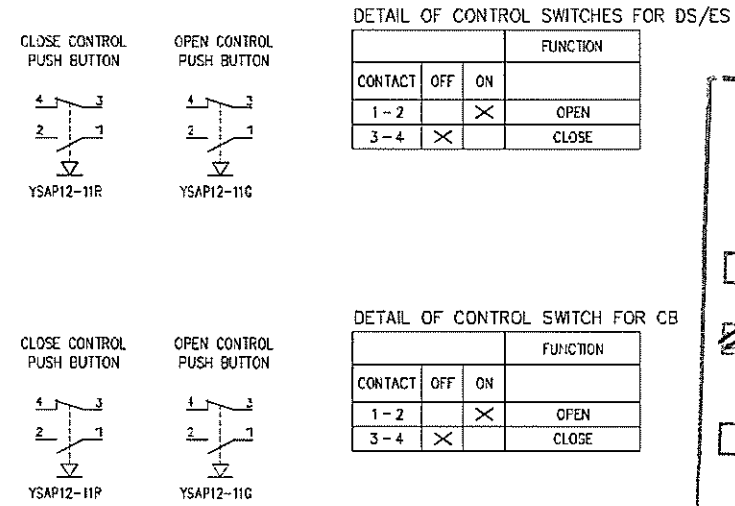 DETAIL OF CONTROL SWITCHES FOR DS/ES
CLOSE CONTROL
PUSH BUTTON
OPEN CONTROL
PUSH BUTTON
4 3
2 1
YSAP12-11R
4 3
2 1
YSAP12-11G
FUNCTION
CONTACT OFF ON
1-2 X OPEN
3-4 X CLOSE
DETAIL OF CONTROL SWITCH FOR CB
CLOSE CONTROL
PUSH BUTTON
OPEN CONTROL
PUSH BUTTON
4 3
2 1
YSAP12-11R
4 3
2 1
YSAP12-11G
FUNCTION
CONTACT OFF ON
1-2 X OPEN
3-4 X CLOSE